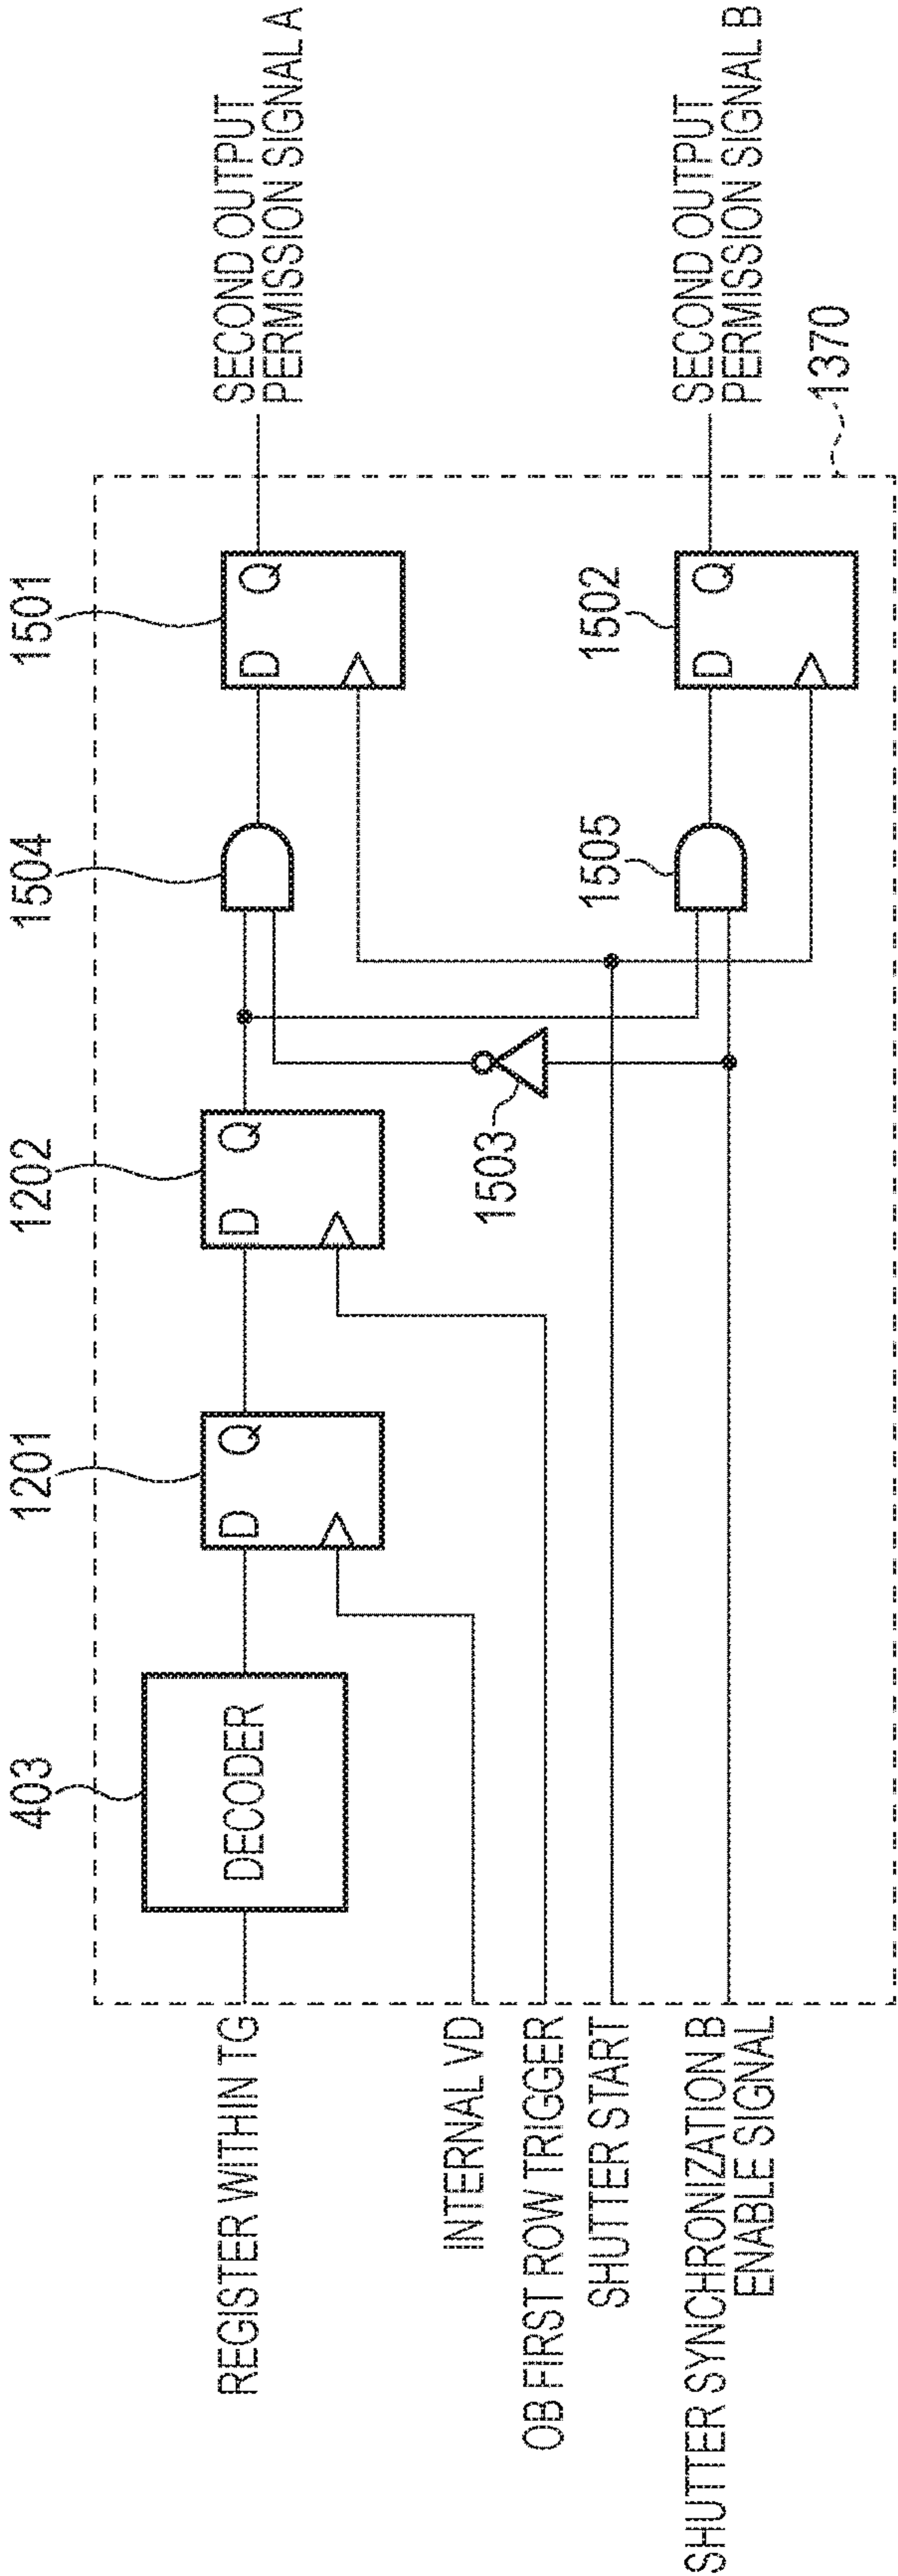 403
1201
1202
1504
1501
DECODER
D Q
D Q
D Q
SECOND OUTPUT
PERMISSION SIGNAL A
1503
1505
1502
D Q
SECOND OUTPUT
PERMISSION SIGNAL B
1370
REGISTER WITHIN TG
INTERNAL VD
OB FIRST ROW TRIGGER
SHUTTER START
SHUTTER SYNCHRONIZATION B
ENABLE SIGNAL